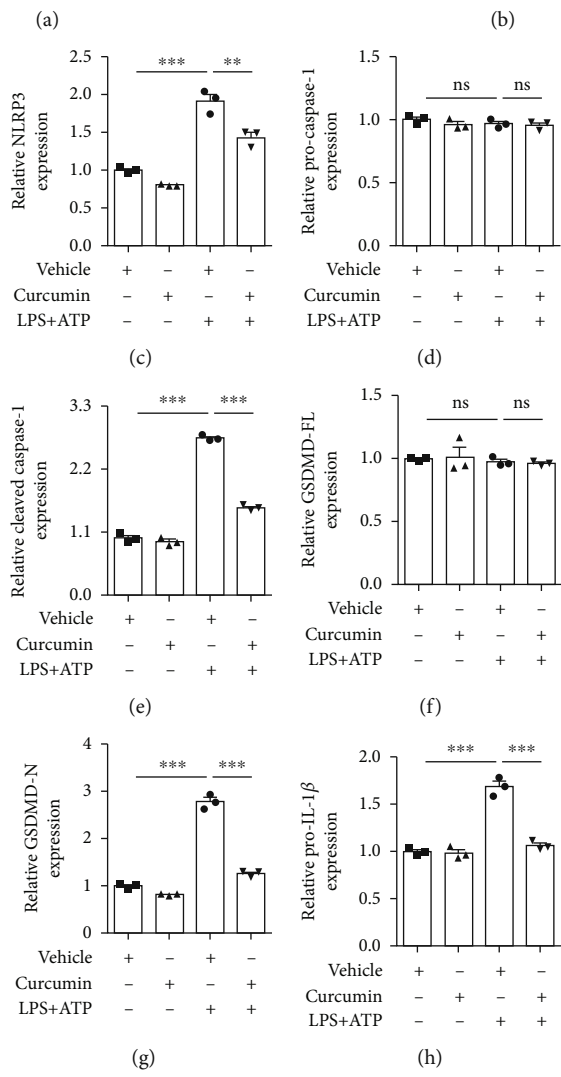 (a)
(b)
Relative NLRP3
expression
2.5
2.0
1.5
1.0
0.5
0.0
*** **
Vehicle + – + –
Curcumin – + – +
LPS+ATP – – + +
(c)
Relative pro-caspase-1
expression
1.5
1.0
0.5
0.0
ns ns
Vehicle + – + –
Curcumin – + – +
LPS+ATP – – + +
(d)
Relative cleaved caspase-1
expression
3.3
2.2
1.1
0.0
*** ***
Vehicle + – + –
Curcumin – + – +
LPS+ATP – – + +
(e)
Relative GSDMD-FL
expression
1.5
1.0
0.5
0.0
ns ns
Vehicle + – + –
Curcumin – + – +
LPS+ATP – – + +
(f)
Relative GSDMD-N
expression
4
3
2
1
0
*** ***
Vehicle + – + –
Curcumin – + – +
LPS+ATP – – + +
(g)
Relative pro-IL-1β
expression
2.0
1.5
1.0
0.5
0.0
*** ***
Vehicle + – + –
Curcumin – + – +
LPS+ATP – – + +
(h)